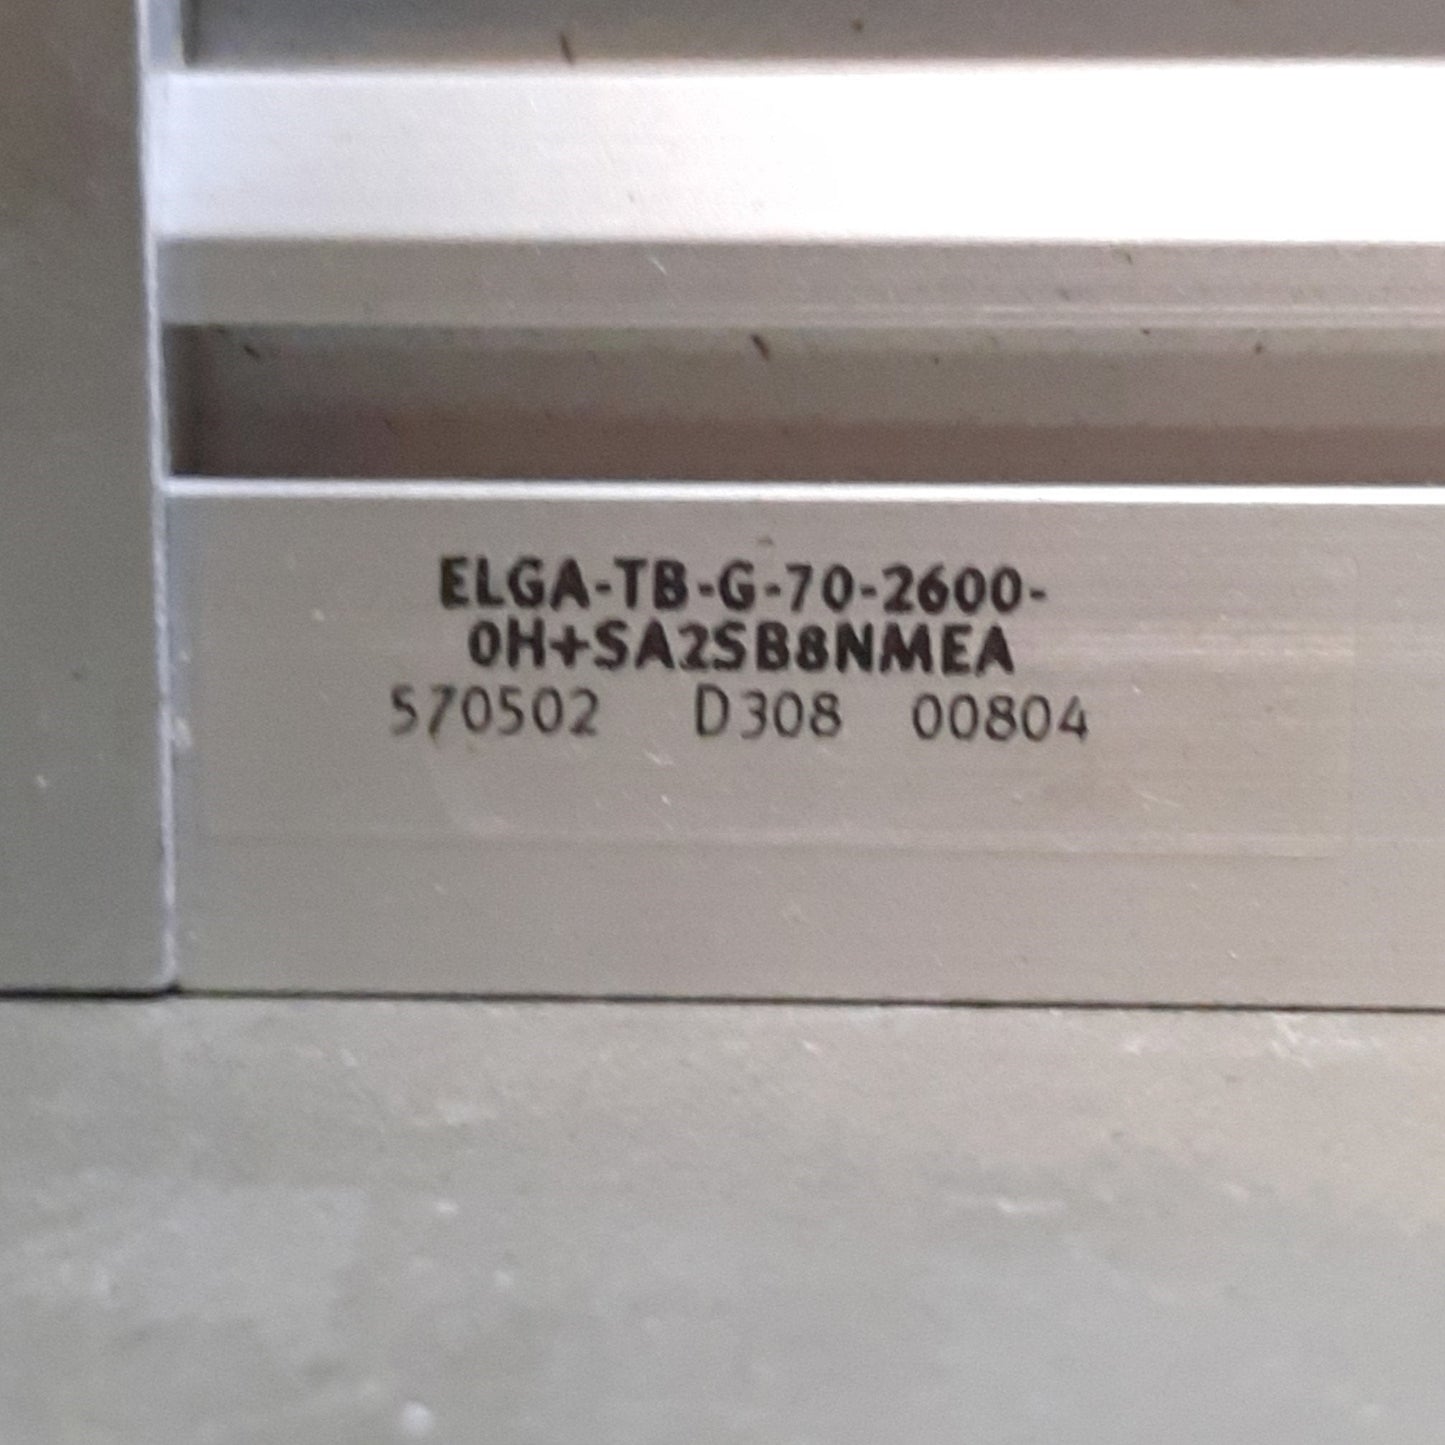 ELGA-TB-G-70-2600-
0H+SA2SB8NMEA
570502 D308 00804